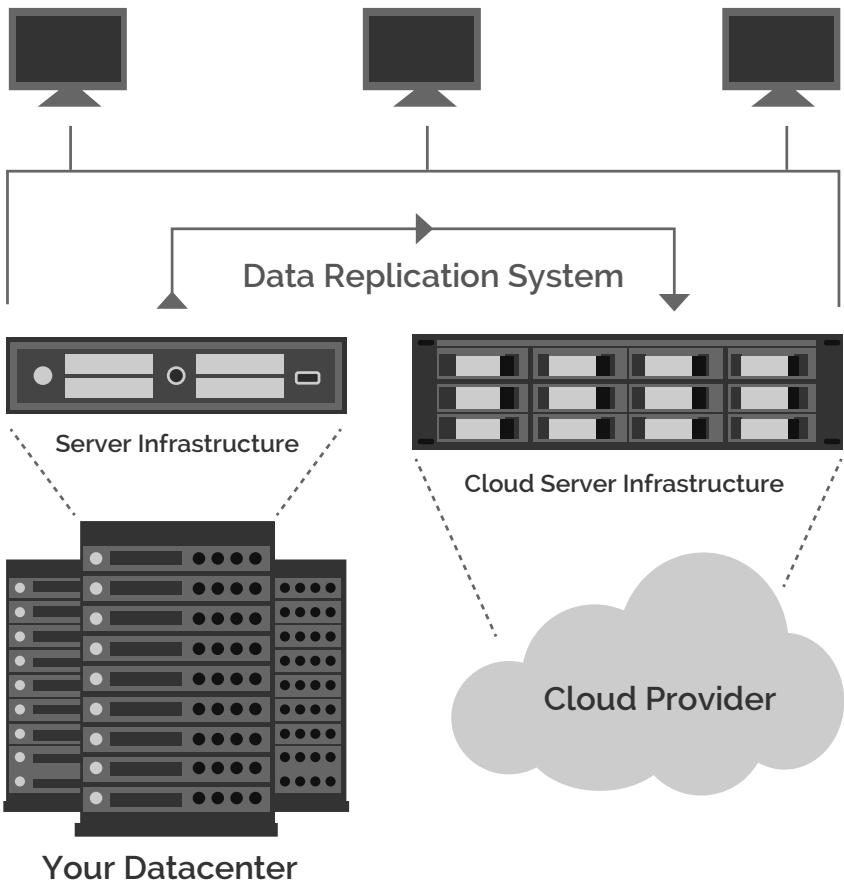 Data Replication System
Server Infrastructure
Cloud Server Infrastructure
Cloud Provider
Your Datacenter